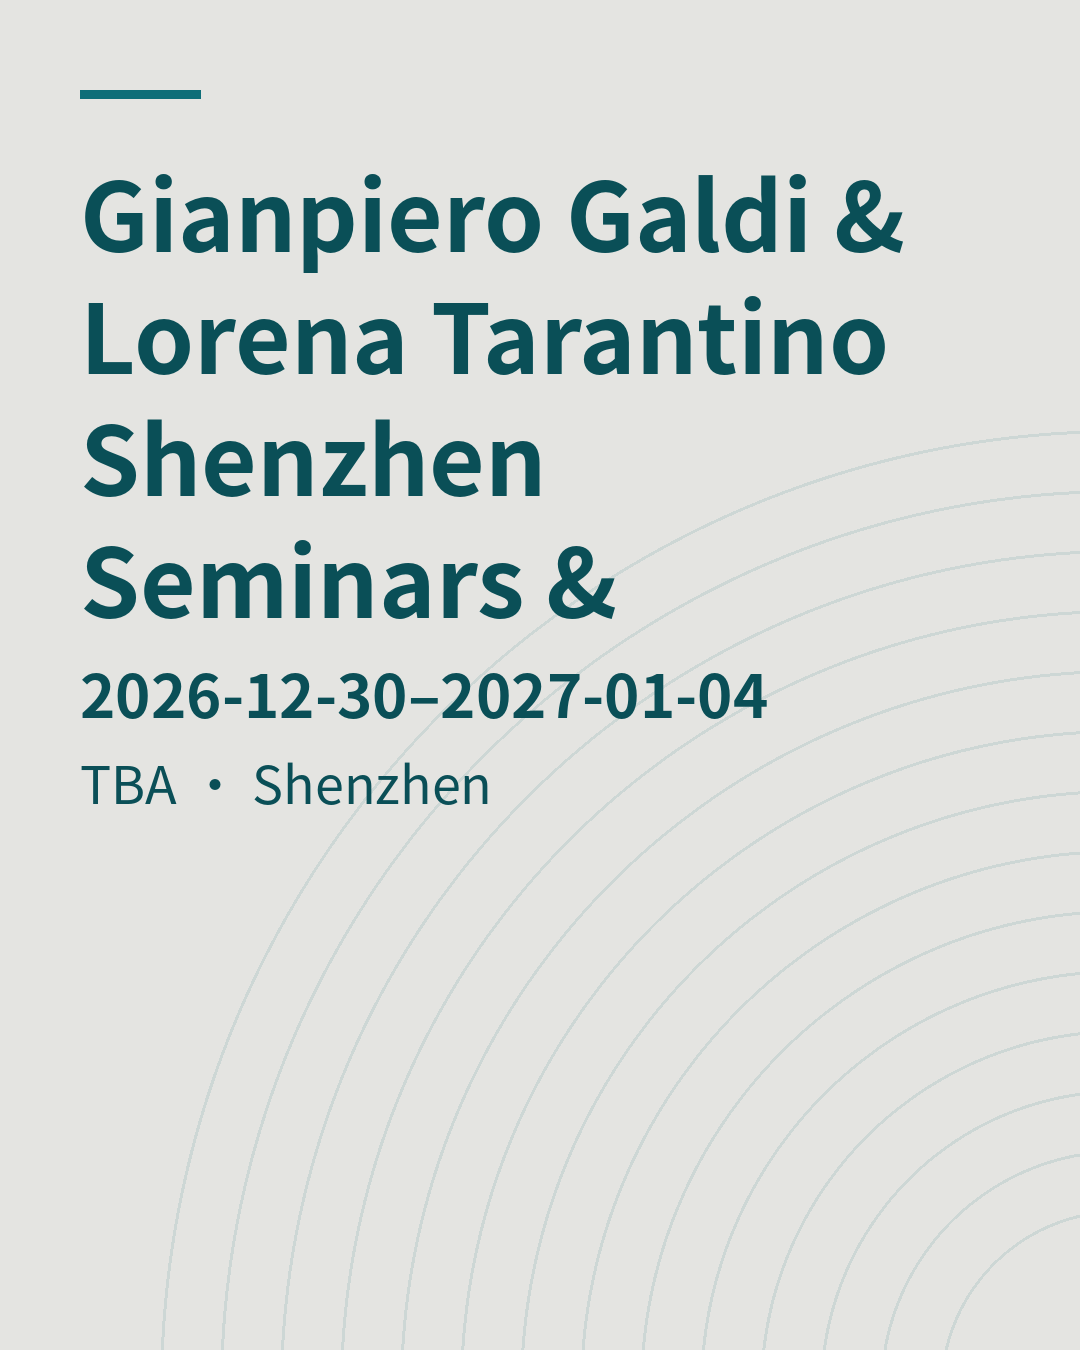 Gianpiero Galdi &
Lorena Tarantino
Shenzhen
Seminars &
2026-12-30–2027-01-04
TBA • Shenzhen